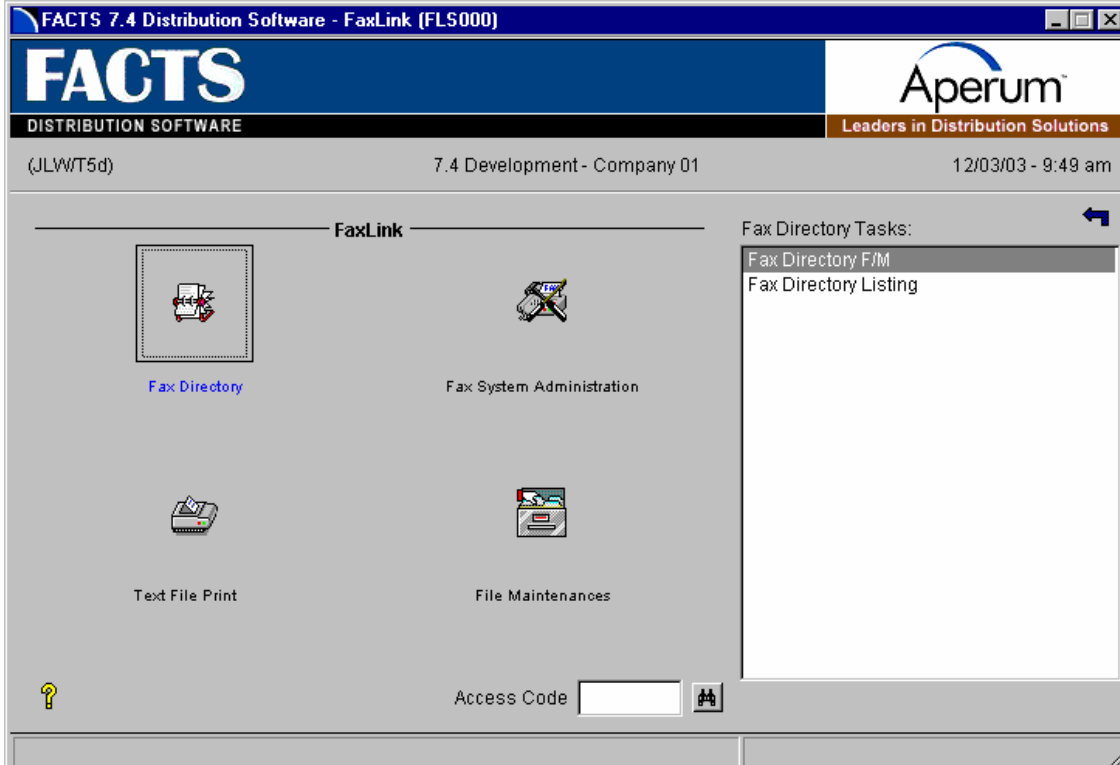 FACTS 7.4 Distribution Software - FaxLink (FLS000)
FACTS
DISTRIBUTION SOFTWARE
Aperum™
Leaders in Distribution Solutions
(JLW/T5d)
7.4 Development - Company 01
12/03/03 - 9:49 am
FaxLink
Fax Directory Tasks:
Fax Directory F/M
Fax Directory Listing
FAX
Fax Directory
Fax System Administration
Text File Print
File Maintenances
Access Code